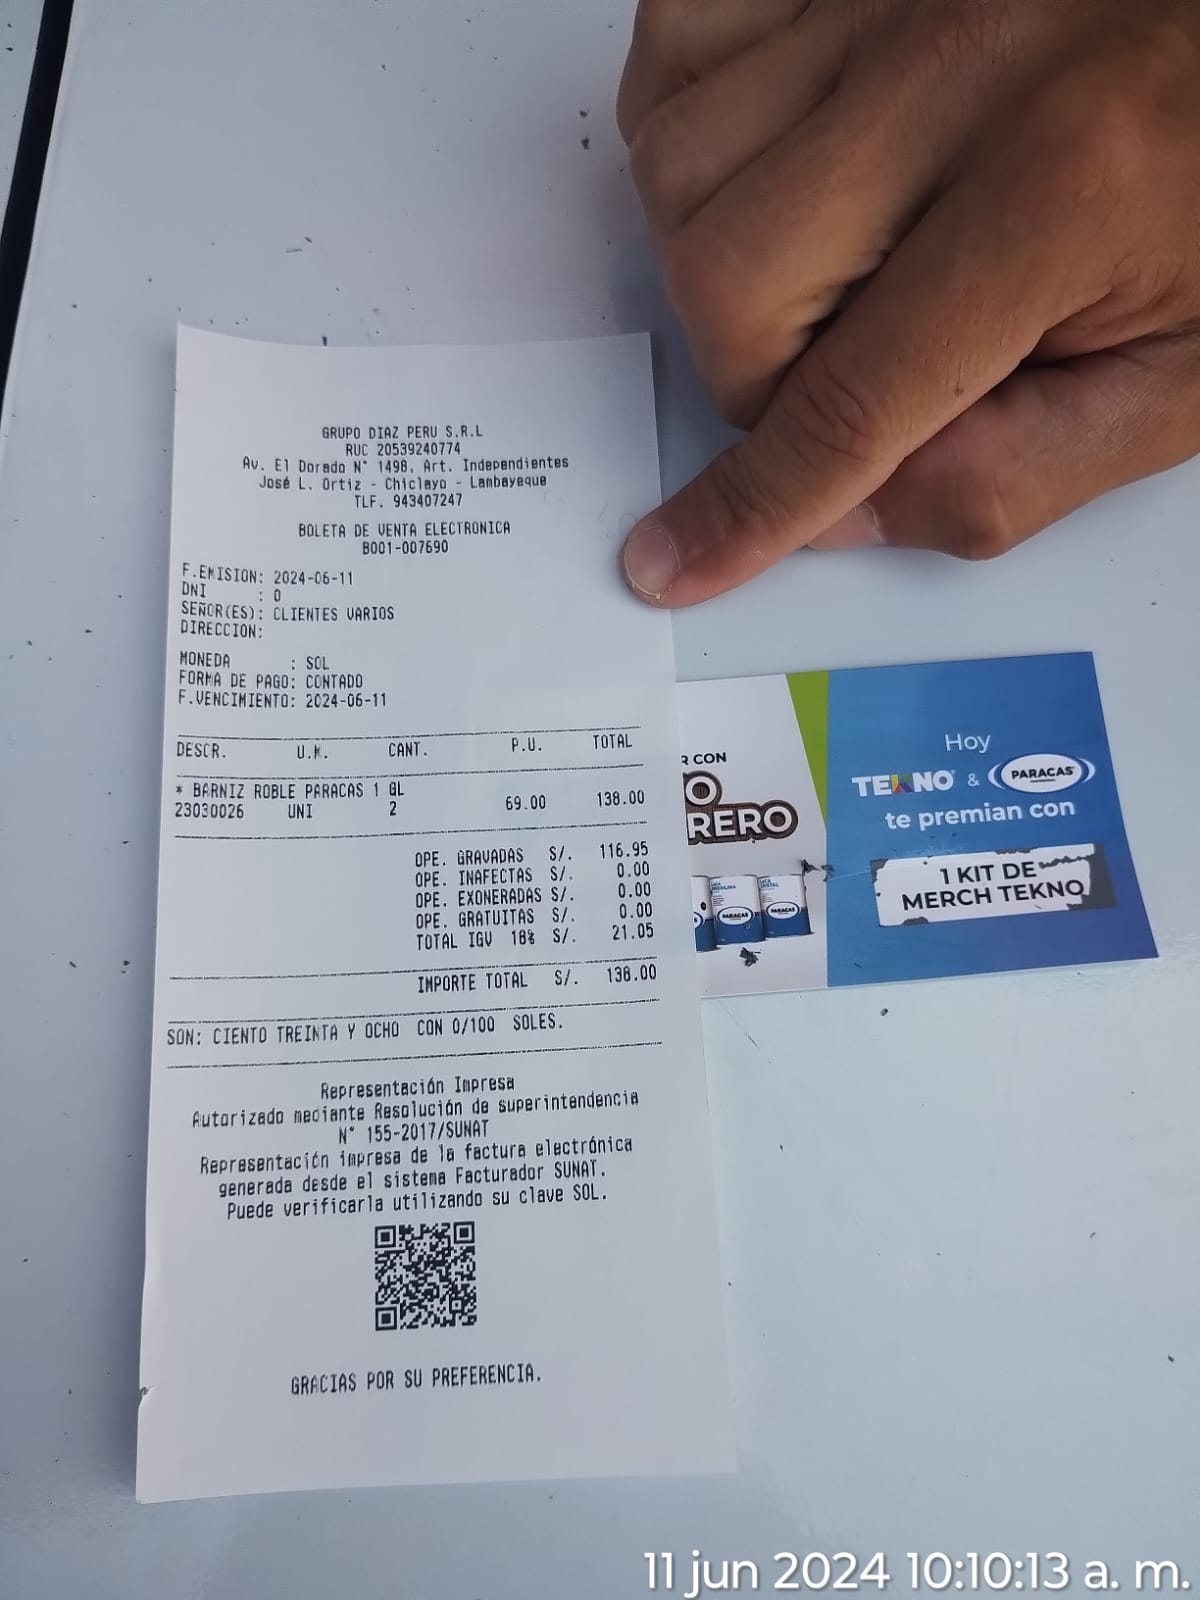 GRUPO DIAZ PERU S.R.L
RUC 20539240774
Av. El Dorado N° 1498, Art. Independientes
José L. Ortiz - Chiclayo - Lambayeque
TLF. 943407247
BOLETA DE VENTA ELECTRONICA
B001-007690
F.EMISION: 2024-06-11
DNI : 0
SEÑOR(ES): CLIENTES VARIOS
DIRECCION:
MONEDA : SOL
FORMA DE PAGO: CONTADO
F.VENCIMIENTO: 2024-06-11
DESCR. U.M. CANT. P.U. TOTAL
* BARNIZ ROBLE PARACAS 1 GL
23030026 UNI 2 69.00 138.00
OPE. GRAVADAS S/. 116.95
OPE. INAFECTAS S/. 0.00
OPE. EXONERADAS S/. 0.00
OPE. GRATUITAS S/. 0.00
TOTAL IGV 18% S/. 21.05
IMPORTE TOTAL S/. 138.00
SON: CIENTO TREINTA Y OCHO CON 0/100 SOLES.
Representación Impresa
Autorizado mediante Resolución de superintendencia
N° 155-2017/SUNAT
Representación impresa de la factura electrónica
generada desde el sistema Facturador SUNAT.
Puede verificarla utilizando su clave SOL.
GRACIAS POR SU PREFERENCIA.
R CON
O
RERO
PARACAS
PARACAS
Hoy
TEKNO & PARACAS
te premian con
1 KIT DE
MERCH TEKNO
11 jun 2024 10:10:13 a. m.